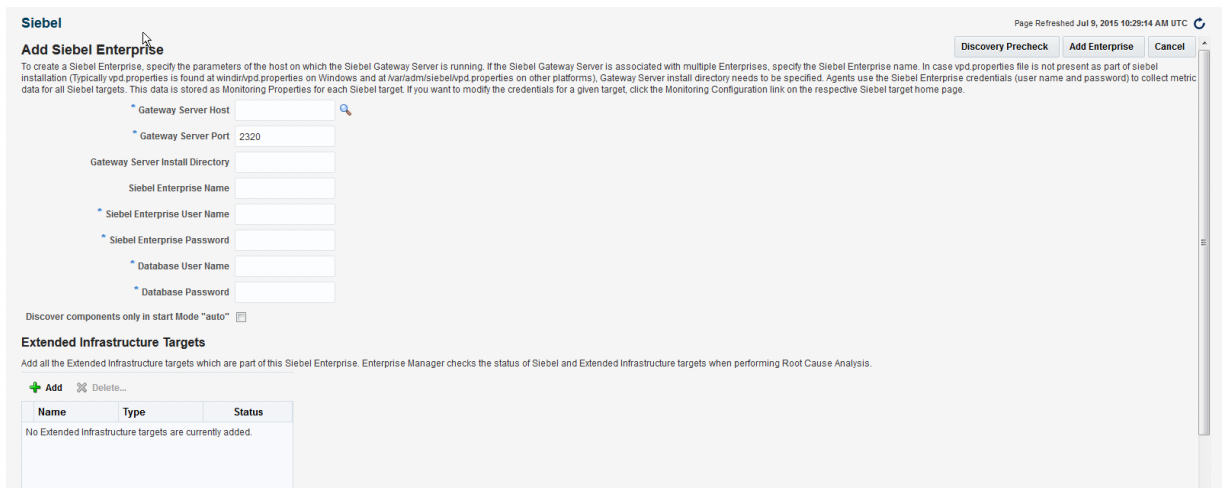 Siebel
Page Refreshed Jul 9, 2015 10:29:14 AM UTC
Add Siebel Enterprise
Discovery Precheck Add Enterprise Cancel
To create a Siebel Enterprise, specify the parameters of the host on which the Siebel Gateway Server is running. If the Siebel Gateway Server is associated with multiple Enterprises, specify the Siebel Enterprise name. In case vpd.properties file is not present as part of siebel
installation (Typically vpd.properties is found at windir/vpd.properties on Windows and at /var/adm/siebel/vpd.properties on other platforms), Gateway Server install directory needs to be specified. Agents use the Siebel Enterprise credentials (user name and password) to collect metric
data for all Siebel targets. This data is stored as Monitoring Properties for each Siebel target. If you want to modify the credentials for a given target, click the Monitoring Configuration link on the respective Siebel target home page.
* Gateway Server Host
* Gateway Server Port 2320
Gateway Server Install Directory
Siebel Enterprise Name
* Siebel Enterprise User Name
* Siebel Enterprise Password
* Database User Name
* Database Password
Discover components only in start Mode "auto"
Extended Infrastructure Targets
Add all the Extended Infrastructure targets which are part of this Siebel Enterprise. Enterprise Manager checks the status of Siebel and Extended Infrastructure targets when performing Root Cause Analysis.
Add Delete...
Name Type Status
No Extended Infrastructure targets are currently added.